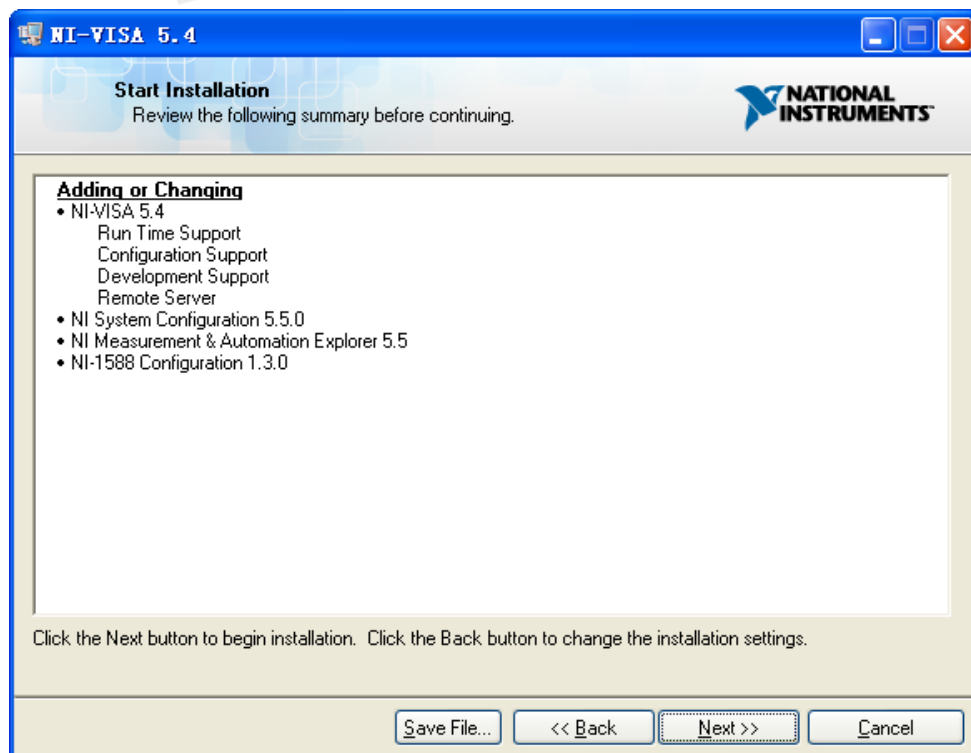 NI-VISA 5.4
Start Installation
Review the following summary before continuing.
NATIONAL
INSTRUMENTS™
Adding or Changing
• NI-VISA 5.4
Run Time Support
Configuration Support
Development Support
Remote Server
• NI System Configuration 5.5.0
• NI Measurement & Automation Explorer 5.5
• NI-1588 Configuration 1.3.0
Click the Next button to begin installation.  Click the Back button to change the installation settings.
Save File...
<< Back
Next >>
Cancel